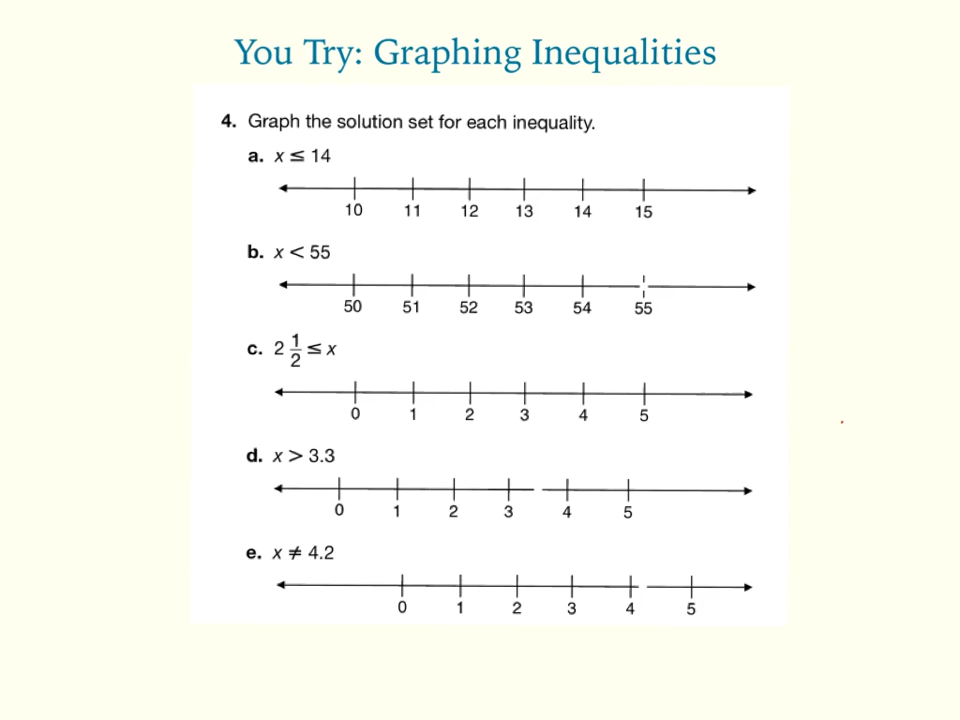 You Try: Graphing Inequalities
4. Graph the solution set for each inequality.
a. x ≤ 14
10 11 12 13 14 15
b. x < 55
50 51 52 53 54 55
c. 2 1/2 ≤ x
0 1 2 3 4 5
d. x > 3.3
0 1 2 3 4 5
e. x ≠ 4.2
0 1 2 3 4 5